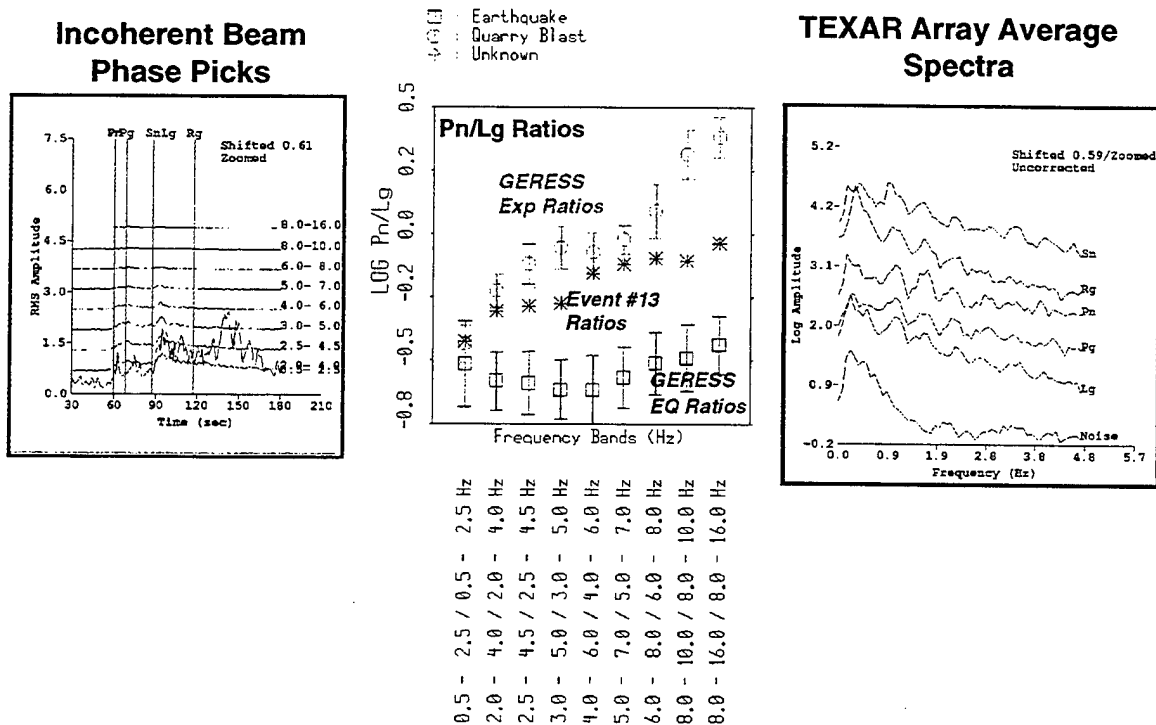 Incoherent Beam
Phase Picks
: Earthquake
: Quarry Blast
: Unknown
TEXAR Array Average
Spectra
PnPg SnLg Rg
Shifted 0.61
Zoomed
7.5
6.0
4.5
3.0
1.5
0.0
RMS Amplitude
8.0-16.0
8.0-10.0
6.0- 8.0
5.0- 7.0
4.0- 6.0
3.0- 5.0
2.5- 4.5
30 60 90 120 150 180 210
Time (sec)
Pn/Lg Ratios
0.5
0.2
0.0
-0.2
-0.5
-0.8
LOG Pn/Lg
GERESS
Exp Ratios
Event #13
Ratios
GERESS
EQ Ratios
Frequency Bands (Hz)
0.5 - 2.5 / 0.5 - 2.5 Hz
2.0 - 4.0 / 2.0 - 4.0 Hz
2.5 - 4.5 / 2.5 - 4.5 Hz
3.0 - 5.0 / 3.0 - 5.0 Hz
4.0 - 6.0 / 4.0 - 6.0 Hz
5.0 - 7.0 / 5.0 - 7.0 Hz
6.0 - 8.0 / 6.0 - 8.0 Hz
8.0 - 10.0 / 8.0 - 10.0 Hz
8.0 - 16.0 / 8.0 - 16.0 Hz
Shifted 0.59/Zoomed
Uncorrected
5.2
4.2
3.1
2.0
0.9
-0.2
Log Amplitude
Sn
Rg
Pn
Pg
Lg
Noise
0.0 0.9 1.9 2.8 3.8 4.8 5.7
Frequency (Hz)